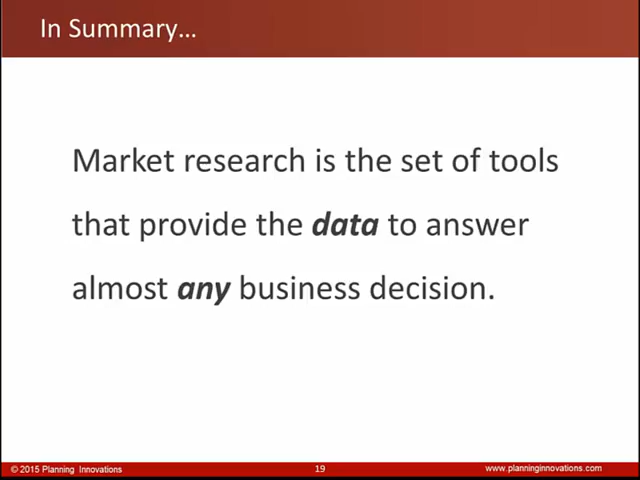 In Summary...
Market research is the set of tools
that provide the data to answer
almost any business decision.
© 2015 Planning Innovations
19
www.planninginnovations.com